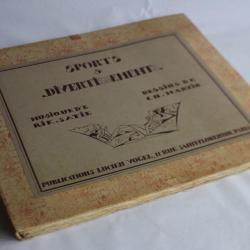 SPORTS
&
DIVERTISSEMENTS
MUSIQUE DE
ERIK SATIE
DESSINS DE
CH. MARTIN
PUBLICATIONS LUCIEN VOGEL, 11 RUE SAINT FLORENTIN, PARIS